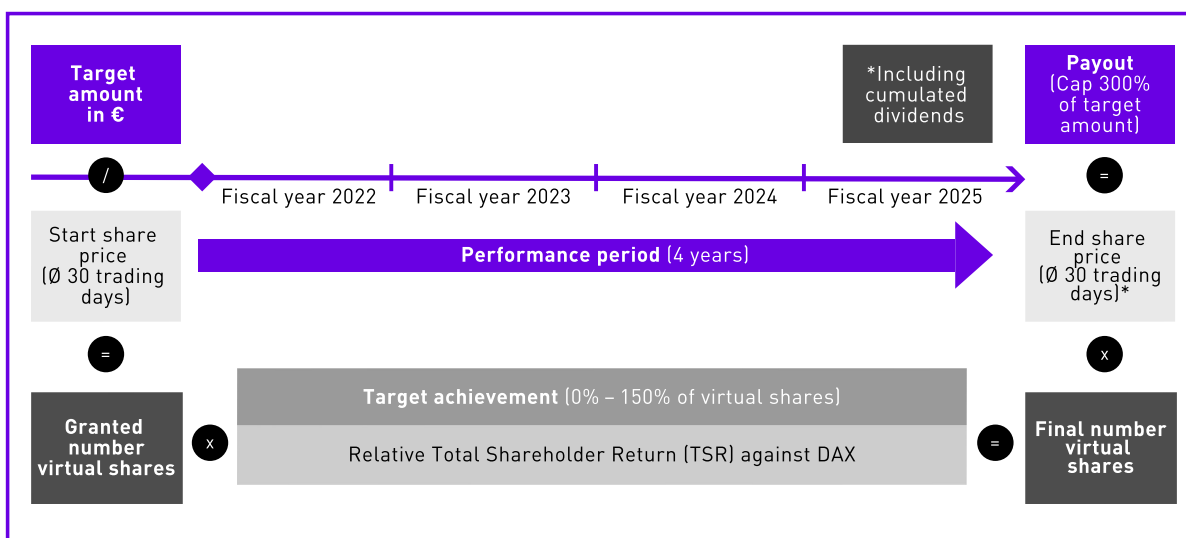 Target
amount
in €
*Including
cumulated
dividends
Payout
(Cap 300%
of target
amount)
/
=
Fiscal year 2022
Fiscal year 2023
Fiscal year 2024
Fiscal year 2025
Start share
price
(Ø 30 trading
days)
Performance period (4 years)
End share
price
(Ø 30 trading
days)*
=
x
Target achievement (0% – 150% of virtual shares)
Granted
number
virtual shares
x
Relative Total Shareholder Return (TSR) against DAX
=
Final number
virtual
shares